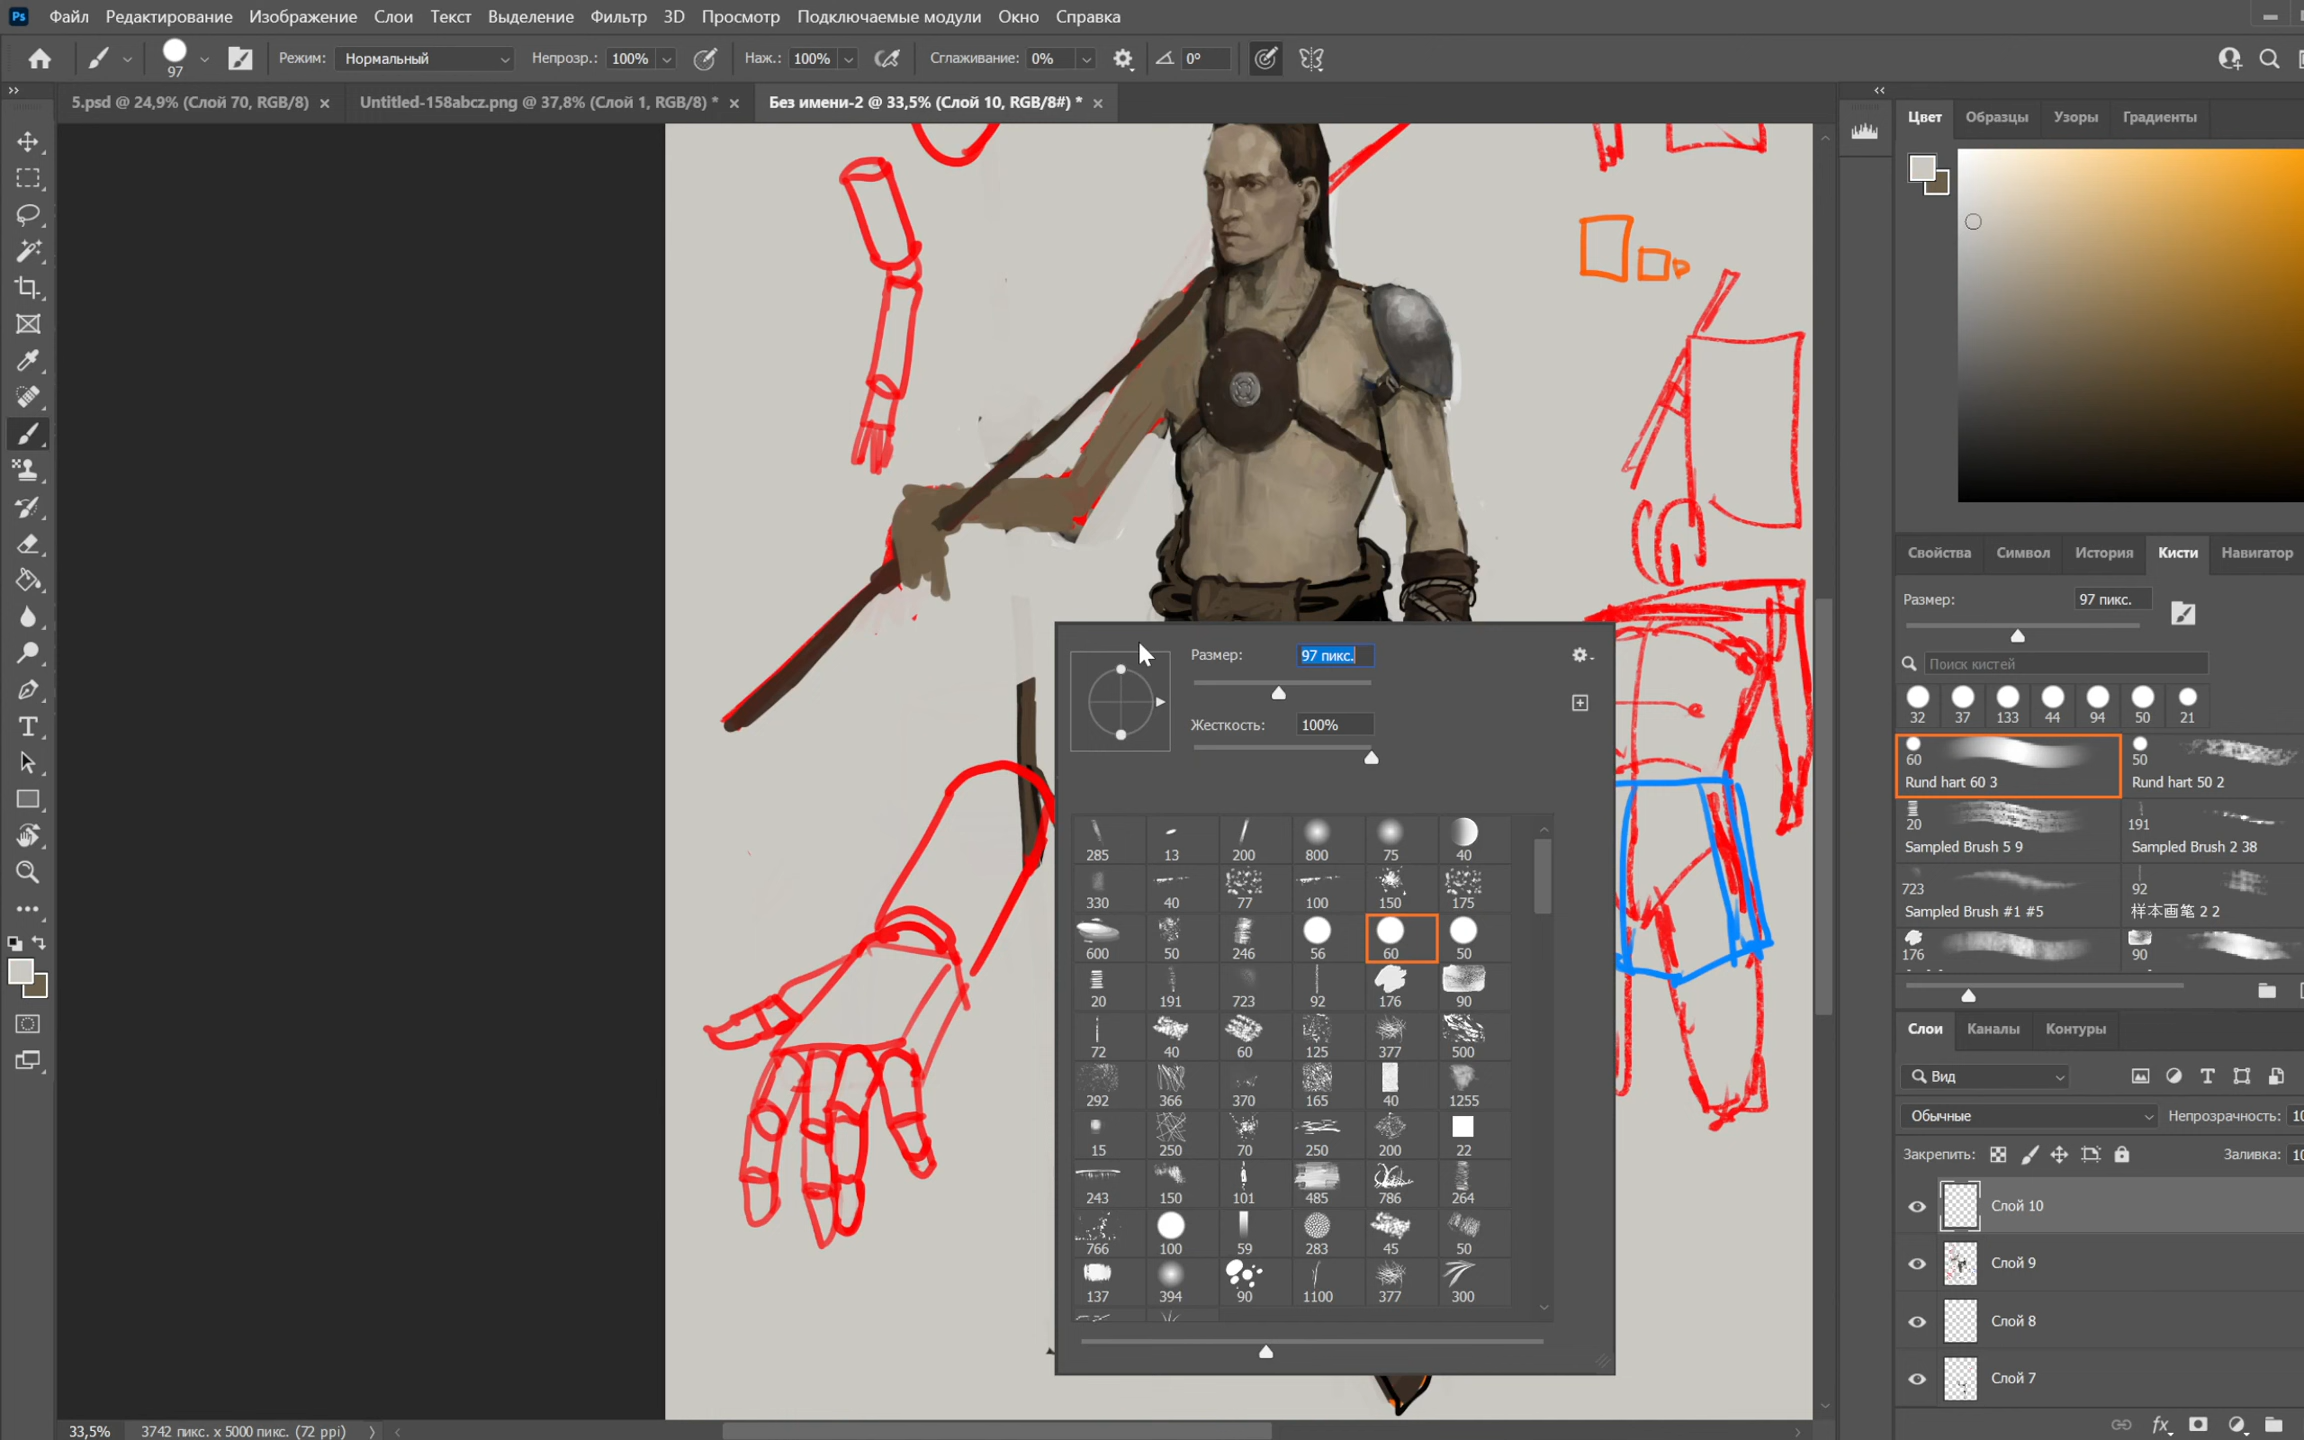 Ps Файл Редактирование Изображение Слои Текст Выделение Фильтр 3D Просмотр Подключаемые модули Окно Справка
97 Режим: Нормальный Непрозр.: 100% Наж.: 100% Сглаживание: 0% 0°
5.psd @ 24,9% (Слой 70, RGB/8) × Untitled-158abcz.png @ 37,8% (Слой 1, RGB/8) * × Без имени-2 @ 33,5% (Слой 10, RGB/8#) * ×
Цвет Образцы Узоры Градиенты
Свойства Символ История Кисти Навигатор
Размер: 97 пикс.
Поиск кистей
32 37 133 44 94 50 21
60 50
Rund hart 60 3 Rund hart 50 2
20 191
Sampled Brush 5 9 Sampled Brush 2 38
723 92
Sampled Brush #1 #5 样本画笔 2 2
176 90
Размер: 97 пикс.
Жесткость: 100%
285 13 200 800 75 40
330 40 77 100 150 175
600 50 246 56 60 50
20 191 723 92 176 90
72 40 60 125 377 500
292 366 370 165 40 1255
15 250 70 250 200 22
243 150 101 485 786 264
766 100 59 283 45 50
137 394 90 1100 377 300
Слои Каналы Контуры
Вид
Обычные Непрозрачность: 10
Закрепить: Заливка: 10
Слой 10
Слой 9
Слой 8
Слой 7
fx
33,5% 3742 пикс. x 5000 пикс. (72 ppi)